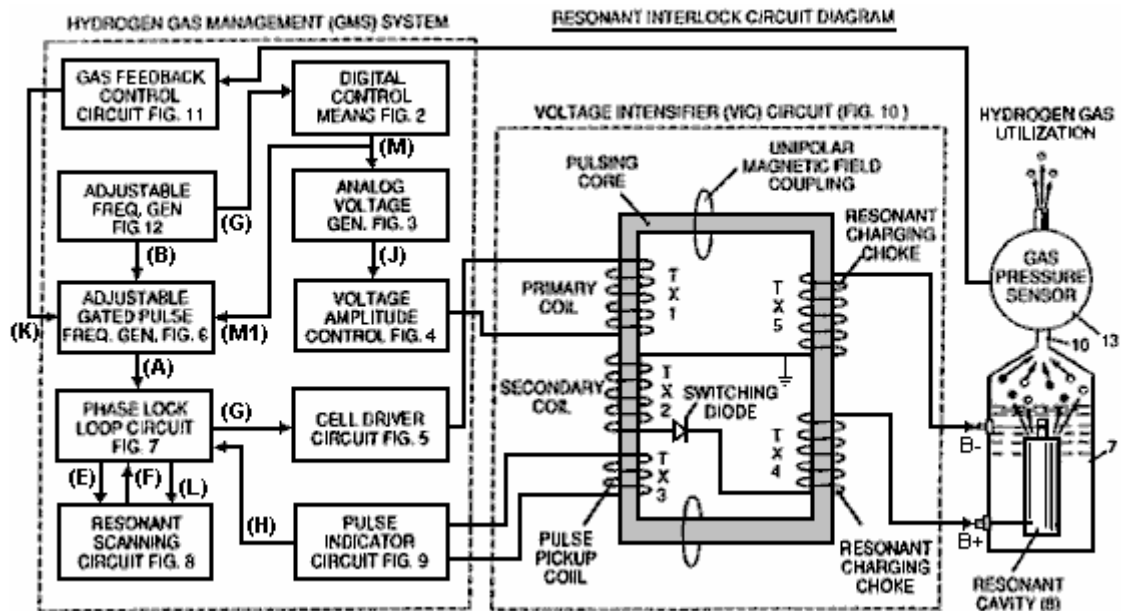 HYDROGEN GAS MANAGEMENT (GMS) SYSTEM
RESONANT INTERLOCK CIRCUIT DIAGRAM
GAS FEEDBACK
CONTROL
CIRCUIT FIG. 11
DIGITAL
CONTROL
MEANS FIG. 2
(M)
ADJUSTABLE
FREQ. GEN
FIG.12
(G)
(B)
ANALOG
VOLTAGE
GEN. FIG. 3
(J)
(K)
ADJUSTABLE
GATED PULSE
FREQ. GEN. FIG. 6
(M1)
(A)
VOLTAGE
AMPLITUDE
CONTROL FIG. 4
PHASE LOCK
LOOP CIRCUIT
FIG. 7
(G)
CELL DRIVER
CIRCUIT FIG. 5
(E)
(F)
(L)
(H)
RESONANT
SCANNING
CIRCUIT FIG. 8
PULSE
INDICATOR
CIRCUIT FIG. 9
VOLTAGE INTENSIFIER (VIC) CIRCUIT (FIG. 10 )
PULSING
CORE
UNIPOLAR
MAGNETIC FIELD
COUPLING
RESONANT
CHARGING
CHOKE
PRIMARY
COIL
TX1
TX5
SECONDARY
COIL
TX2
SWITCHING
DIODE
TX4
TX3
PULSE
PICKUP
COIL
RESONANT
CHARGING
CHOKE
HYDROGEN GAS
UTILIZATION
GAS
PRESSURE
SENSOR
13
10
B-
7
B+
RESONANT
CAVITY (8)